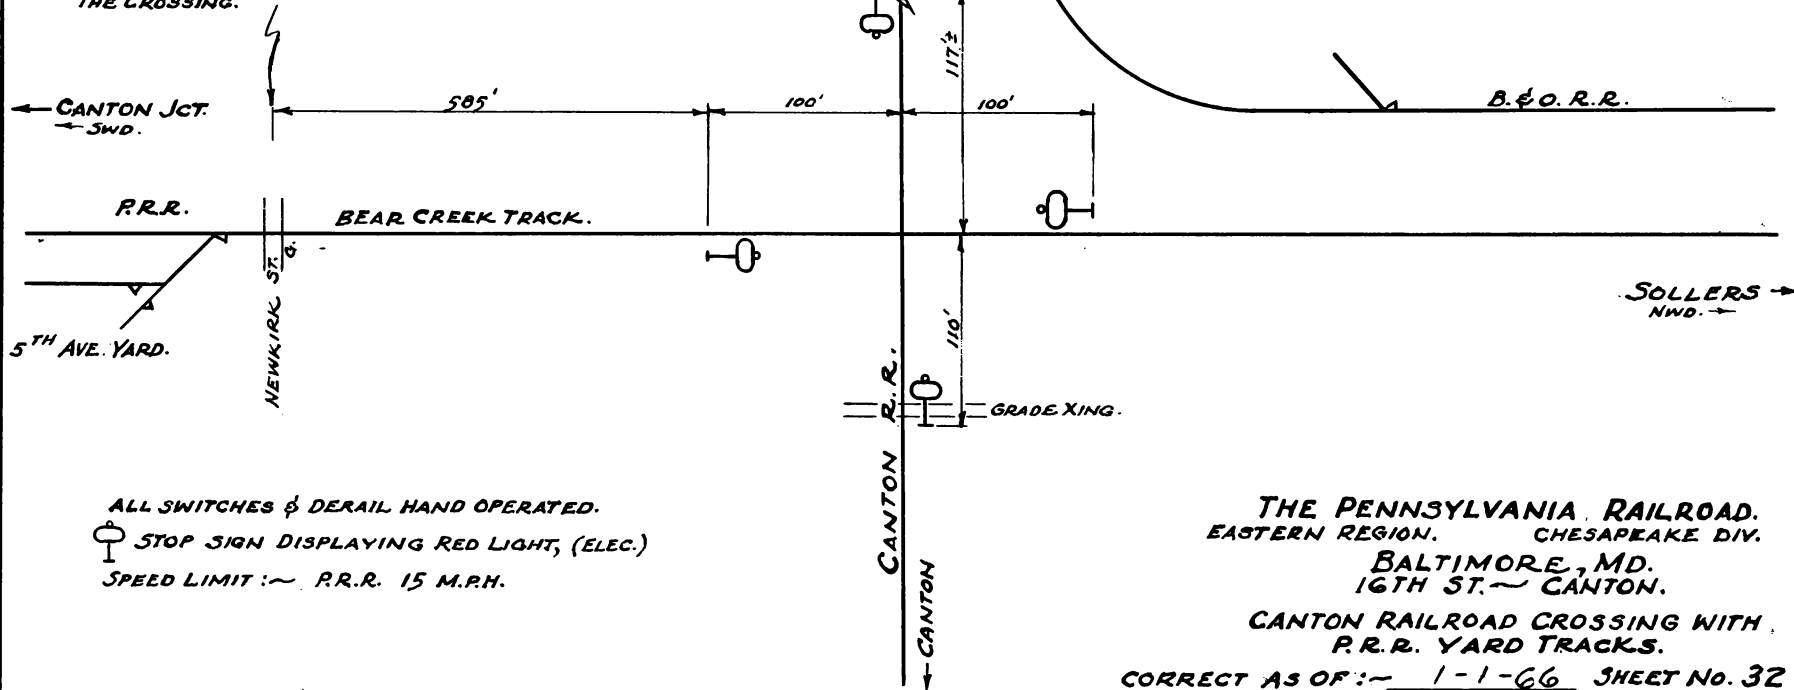 THE CROSSING.
117'±
CANTON JCT.
SWD.
585'
100'
100'
B.&O. R.R.
P.R.R.
BEAR CREEK TRACK.
G.
NEWKIRK ST.
5TH AVE. YARD.
SOLLERS
NWD.
110'
CANTON R.R.
GRADE XING.
CANTON
ALL SWITCHES & DERAIL HAND OPERATED.
STOP SIGN DISPLAYING RED LIGHT, (ELEC.)
SPEED LIMIT :~ P.R.R. 15 M.P.H.
THE PENNSYLVANIA RAILROAD.
EASTERN REGION. CHESAPEAKE DIV.
BALTIMORE, MD.
16TH ST. ~ CANTON.
CANTON RAILROAD CROSSING WITH
P.R.R. YARD TRACKS.
CORRECT AS OF :~ 1-1-66 SHEET NO. 32